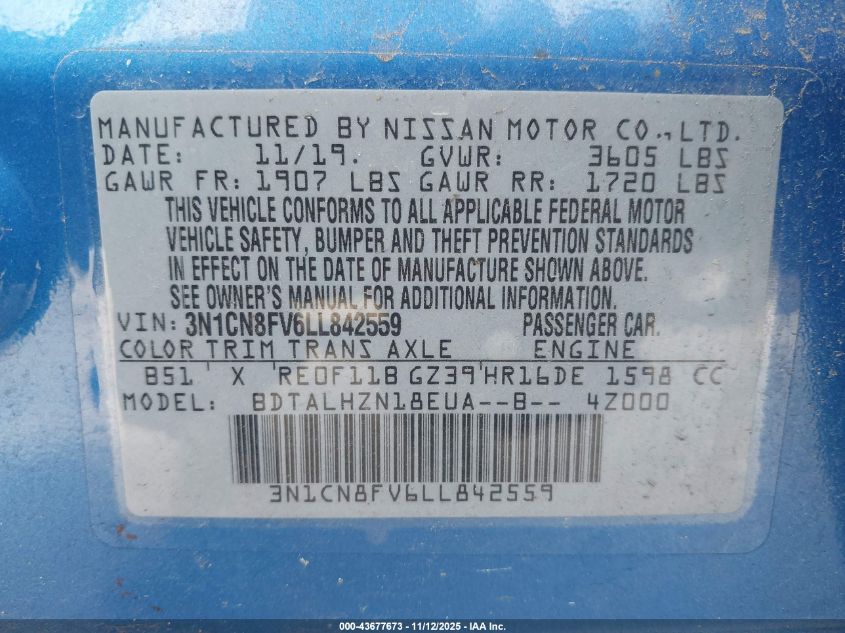 MANUFACTURED BY NISSAN MOTOR CO., LTD.
DATE: 11/19. GVWR: 3605 LBS
GAWR FR: 1907 LBS GAWR RR: 1720 LBS
THIS VEHICLE CONFORMS TO ALL APPLICABLE FEDERAL MOTOR
VEHICLE SAFETY, BUMPER AND THEFT PREVENTION STANDARDS
IN EFFECT ON THE DATE OF MANUFACTURE SHOWN ABOVE.
SEE OWNER'S MANUAL FOR ADDITIONAL INFORMATION.
VIN: 3N1CN8FV6LL842559 PASSENGER CAR.
COLOR TRIM TRANS AXLE ENGINE
B51 X RE0F11B GZ39 HR16DE 1598 CC
MODEL: BDTALHZN18EUA--B-- 4Z000
3N1CN8FV6LL842559
000-43677673 - 11/12/2025 - IAA Inc.